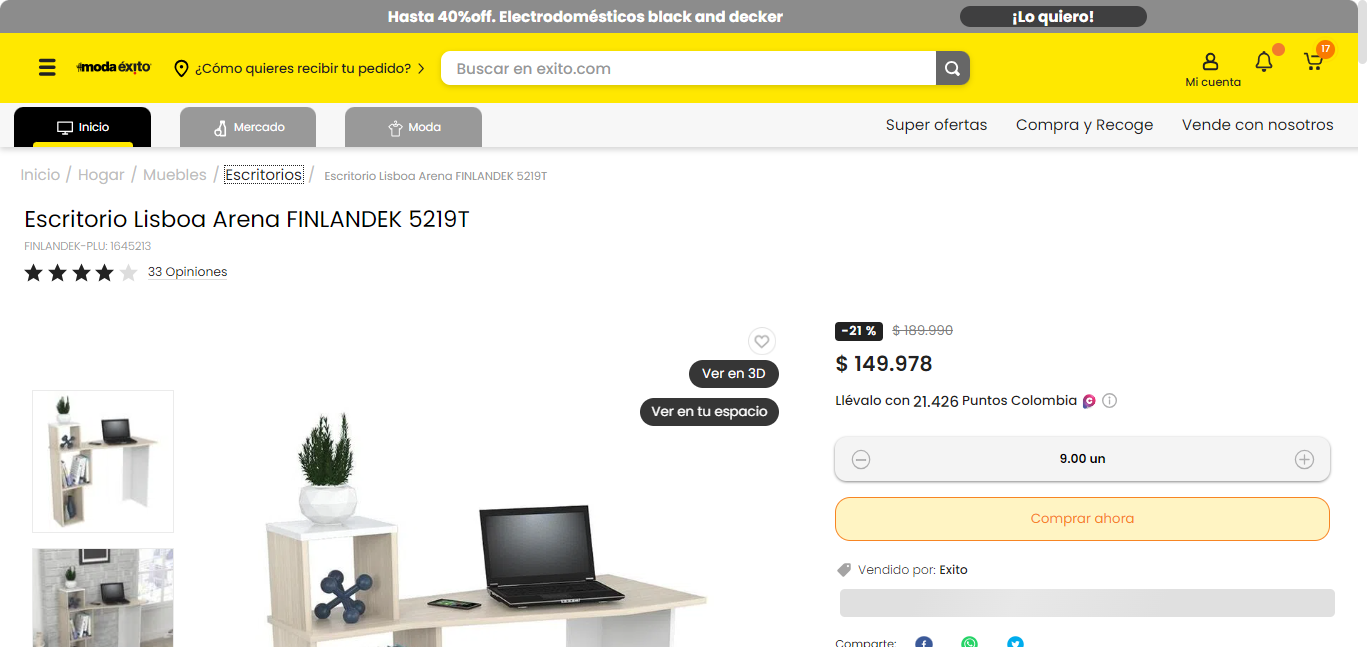 Hasta 40%off. Electrodomésticos black and decker
¡Lo quiero!
moda éxito
¿Cómo quieres recibir tu pedido?
Buscar en exito.com
Mi cuenta
17
Inicio
Mercado
Moda
Super ofertas
Compra y Recoge
Vende con nosotros
Inicio / Hogar / Muebles / Escritorios / Escritorio Lisboa Arena FINLANDEK 5219T
Escritorio Lisboa Arena FINLANDEK 5219T
FINLANDEK-PLU: 1645213
33 Opiniones
Ver en 3D
Ver en tu espacio
-21 % $ 189.990
$ 149.978
Llévalo con 21.426 Puntos Colombia
9.00 un
Comprar ahora
Vendido por: Exito
Comparte: